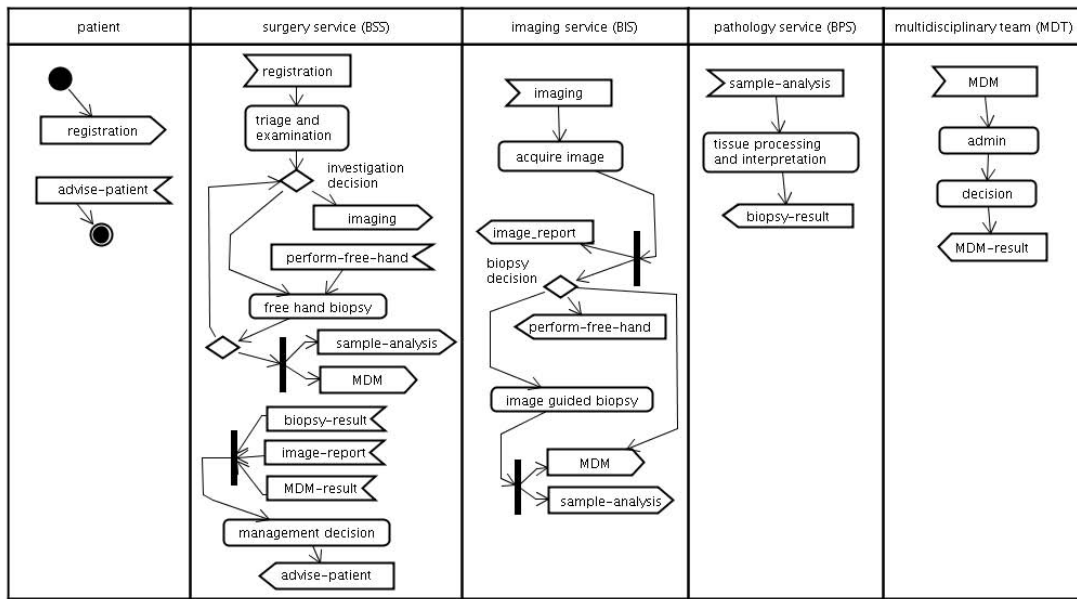 patient
surgery service (BSS)
imaging service (BIS)
pathology service (BPS)
multidisciplinary team (MDT)
registration
advise-patient
registration
triage and
examination
investigation
decision
imaging
perform-free-hand
free hand biopsy
sample-analysis
MDM
biopsy-result
image-report
MDM-result
management decision
advise-patient
imaging
acquire image
image_report
biopsy
decision
perform-free-hand
image guided biopsy
MDM
sample-analysis
sample-analysis
tissue processing
and interpretation
biopsy-result
MDM
admin
decision
MDM-result